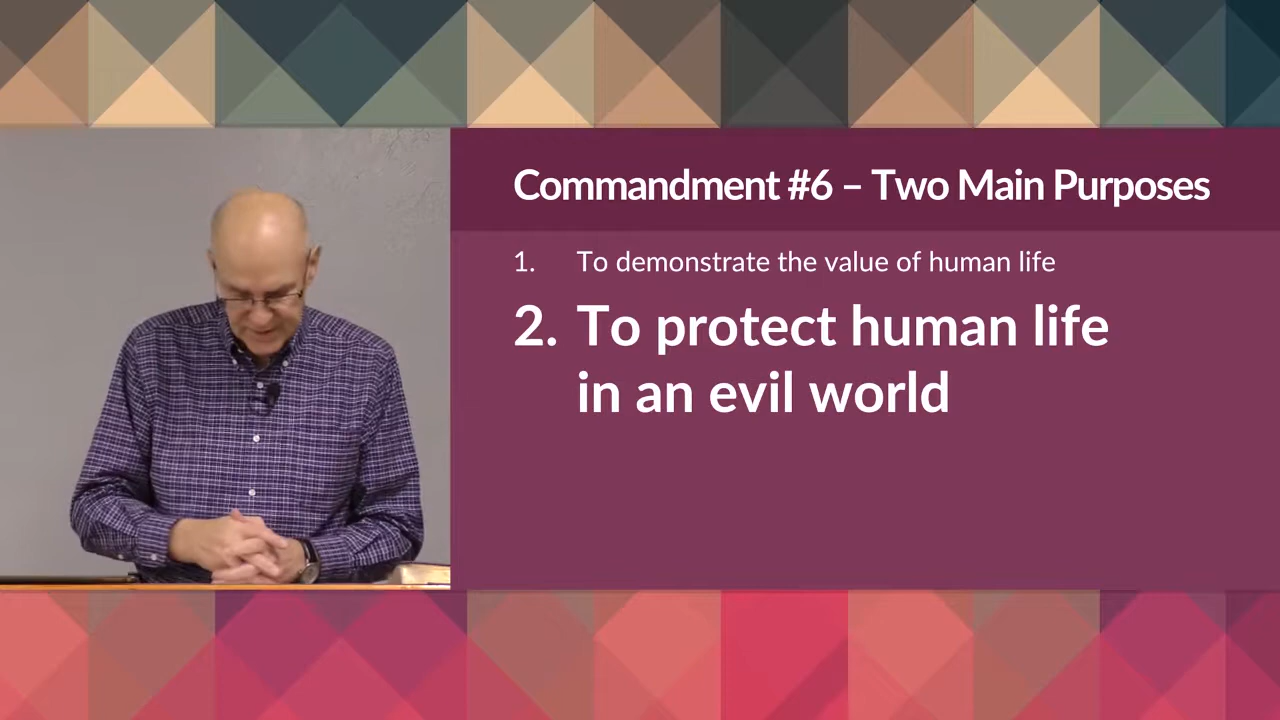 Commandment #6 – Two Main Purposes
1. To demonstrate the value of human life
2. To protect human life
in an evil world